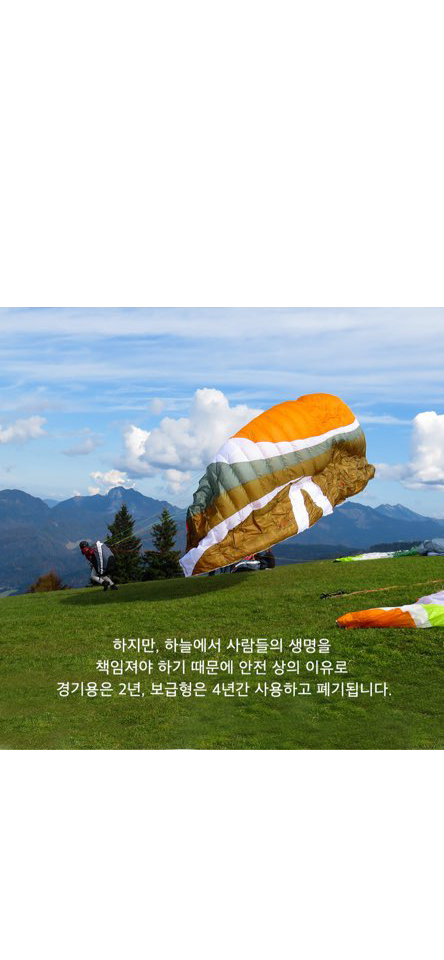 하지만, 하늘에서 사람들의 생명을
책임져야 하기 때문에 안전 상의 이유로
경기용은 2년, 보급형은 4년간 사용하고 폐기됩니다.